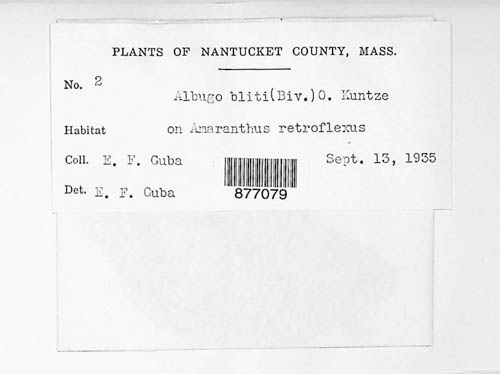 PLANTS OF NANTUCKET COUNTY, MASS.
No. 2
Albugo bliti(Biv.)O. Kuntze
Habitat on Amaranthus retroflexus
Coll. E. F. Guba Sept. 13, 1935
Det. E. F. Guba
877079